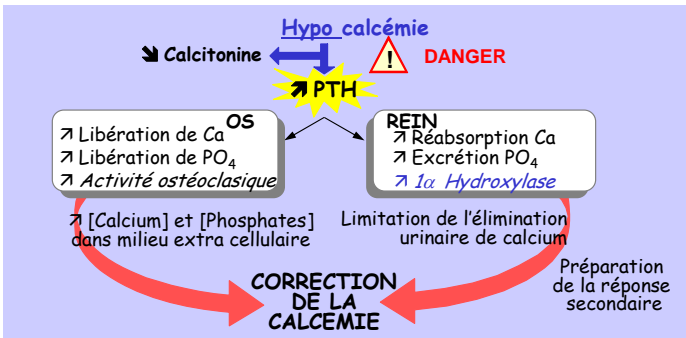 Hypo calcémie
↘ Calcitonine
! DANGER
↗ PTH
OS
↗ Libération de Ca
↗ Libération de PO4
↗ Activité ostéoclasique
REIN
↗ Réabsorption Ca
↗ Excrétion PO4
↗ 1α Hydroxylase
↗ [Calcium] et [Phosphates]
dans milieu extra cellulaire
Limitation de l'élimination
urinaire de calcium
Préparation
de la réponse
secondaire
CORRECTION
DE LA
CALCEMIE